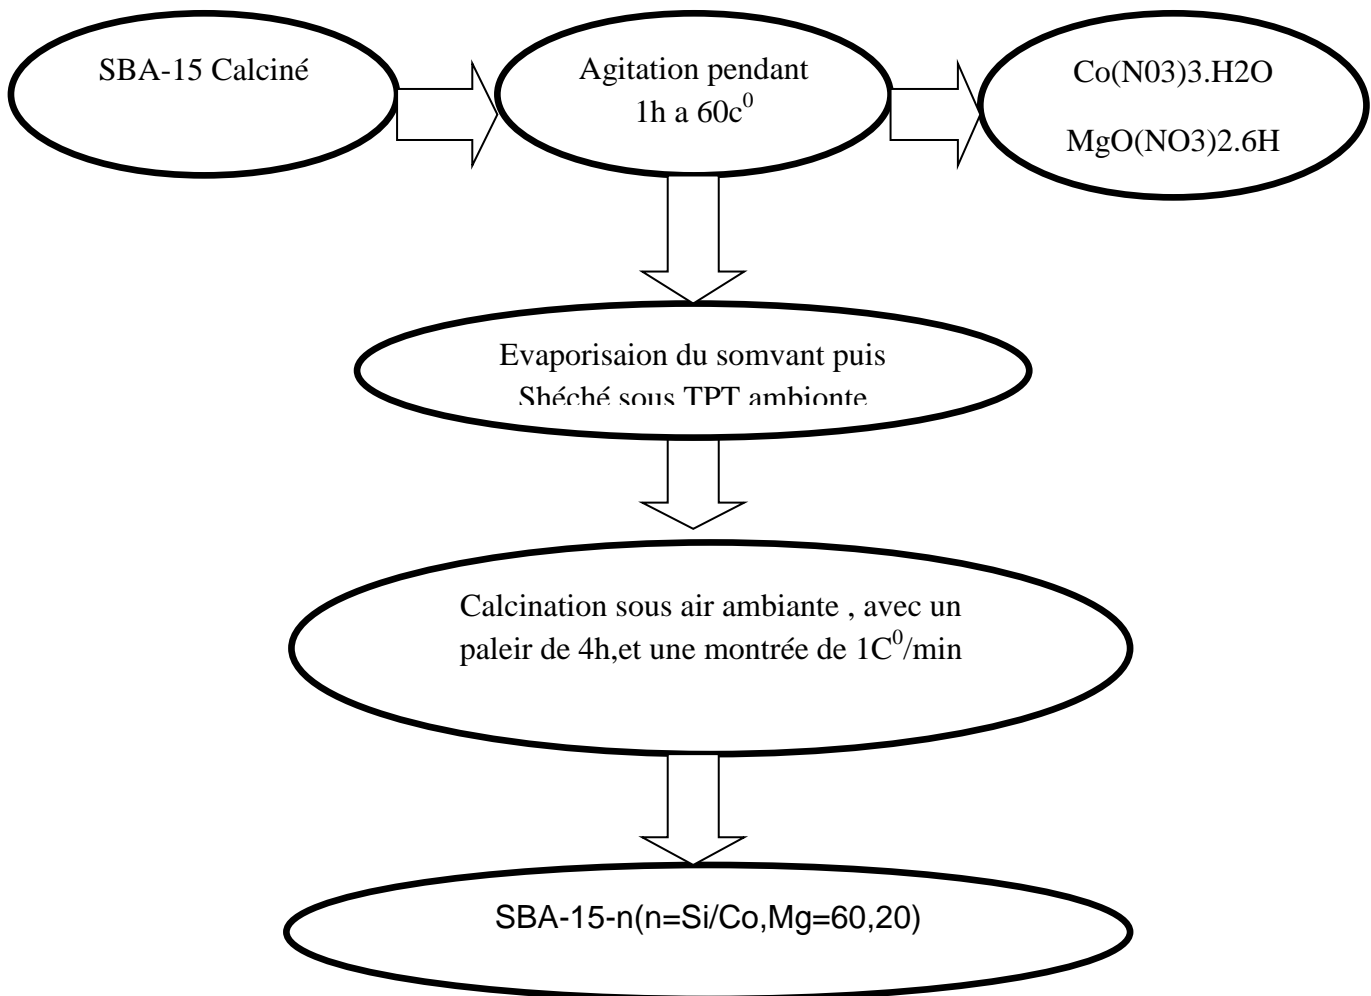 SBA-15 Calciné
Agitation pendant
1h a 60c⁰
Co(N03)3.H2O
MgO(NO3)2.6H
Evaporisaion du somvant puis
Shéché sous TPT ambionte
Calcination sous air ambiante , avec un
paleir de 4h,et une montrée de 1C⁰/min
SBA-15-n(n=Si/Co,Mg=60,20)